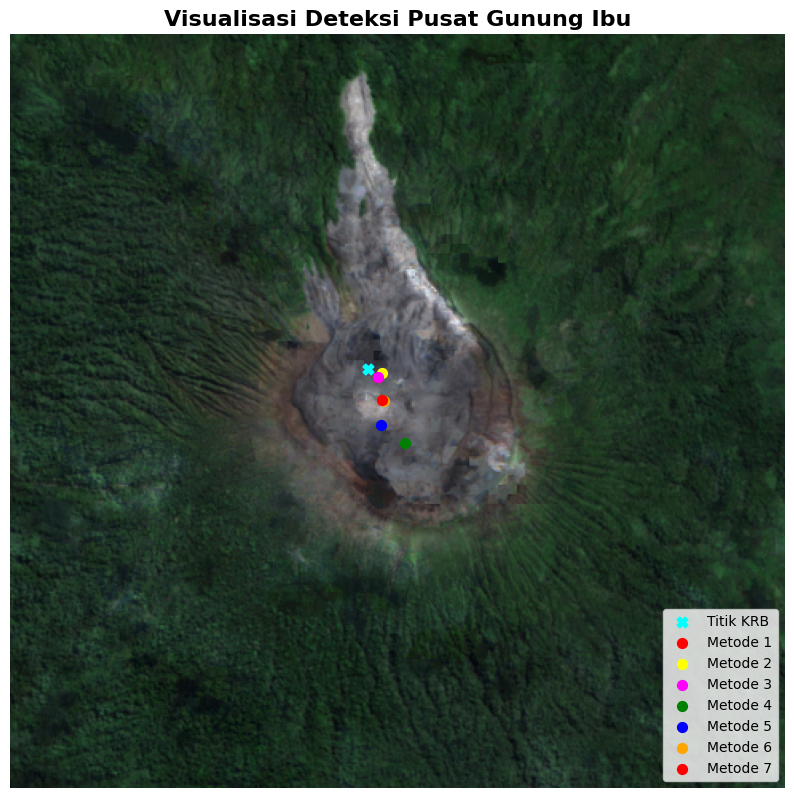 Visualisasi Deteksi Pusat Gunung Ibu
Titik KRB
Metode 1
Metode 2
Metode 3
Metode 4
Metode 5
Metode 6
Metode 7